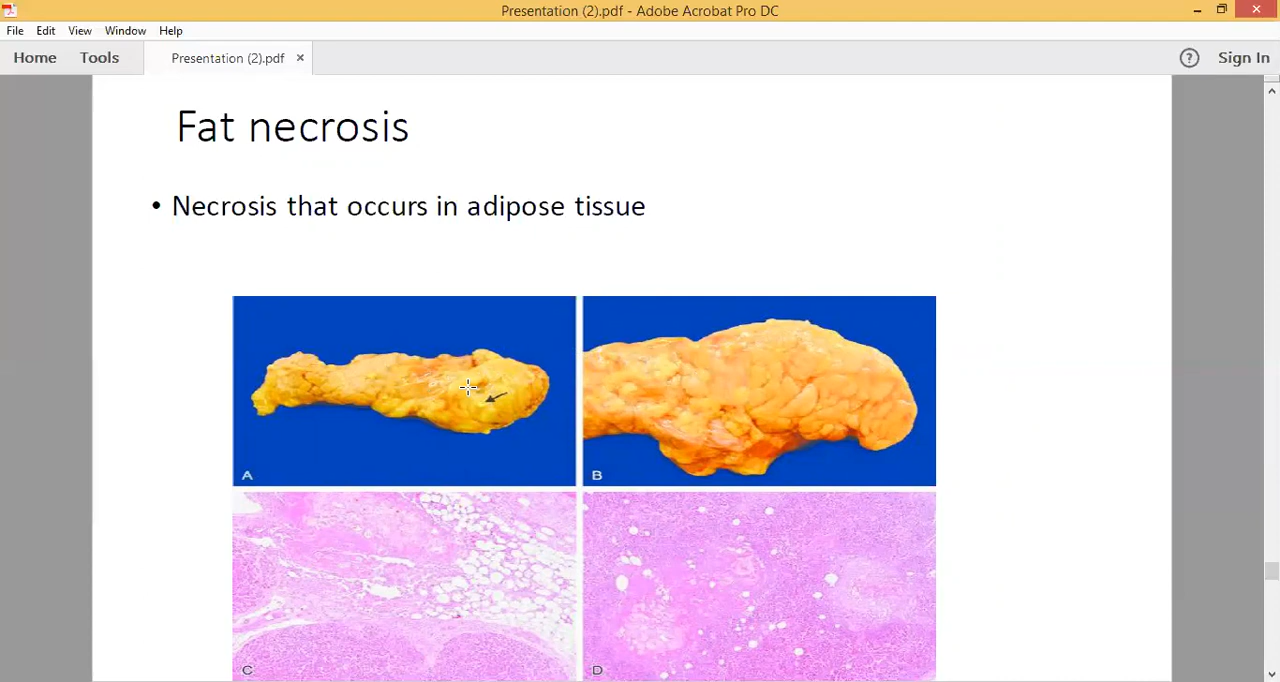 Presentation (2).pdf - Adobe Acrobat Pro DC
File Edit View Window Help
Home Tools Presentation (2).pdf × ? Sign In
Fat necrosis
• Necrosis that occurs in adipose tissue
A B
C D